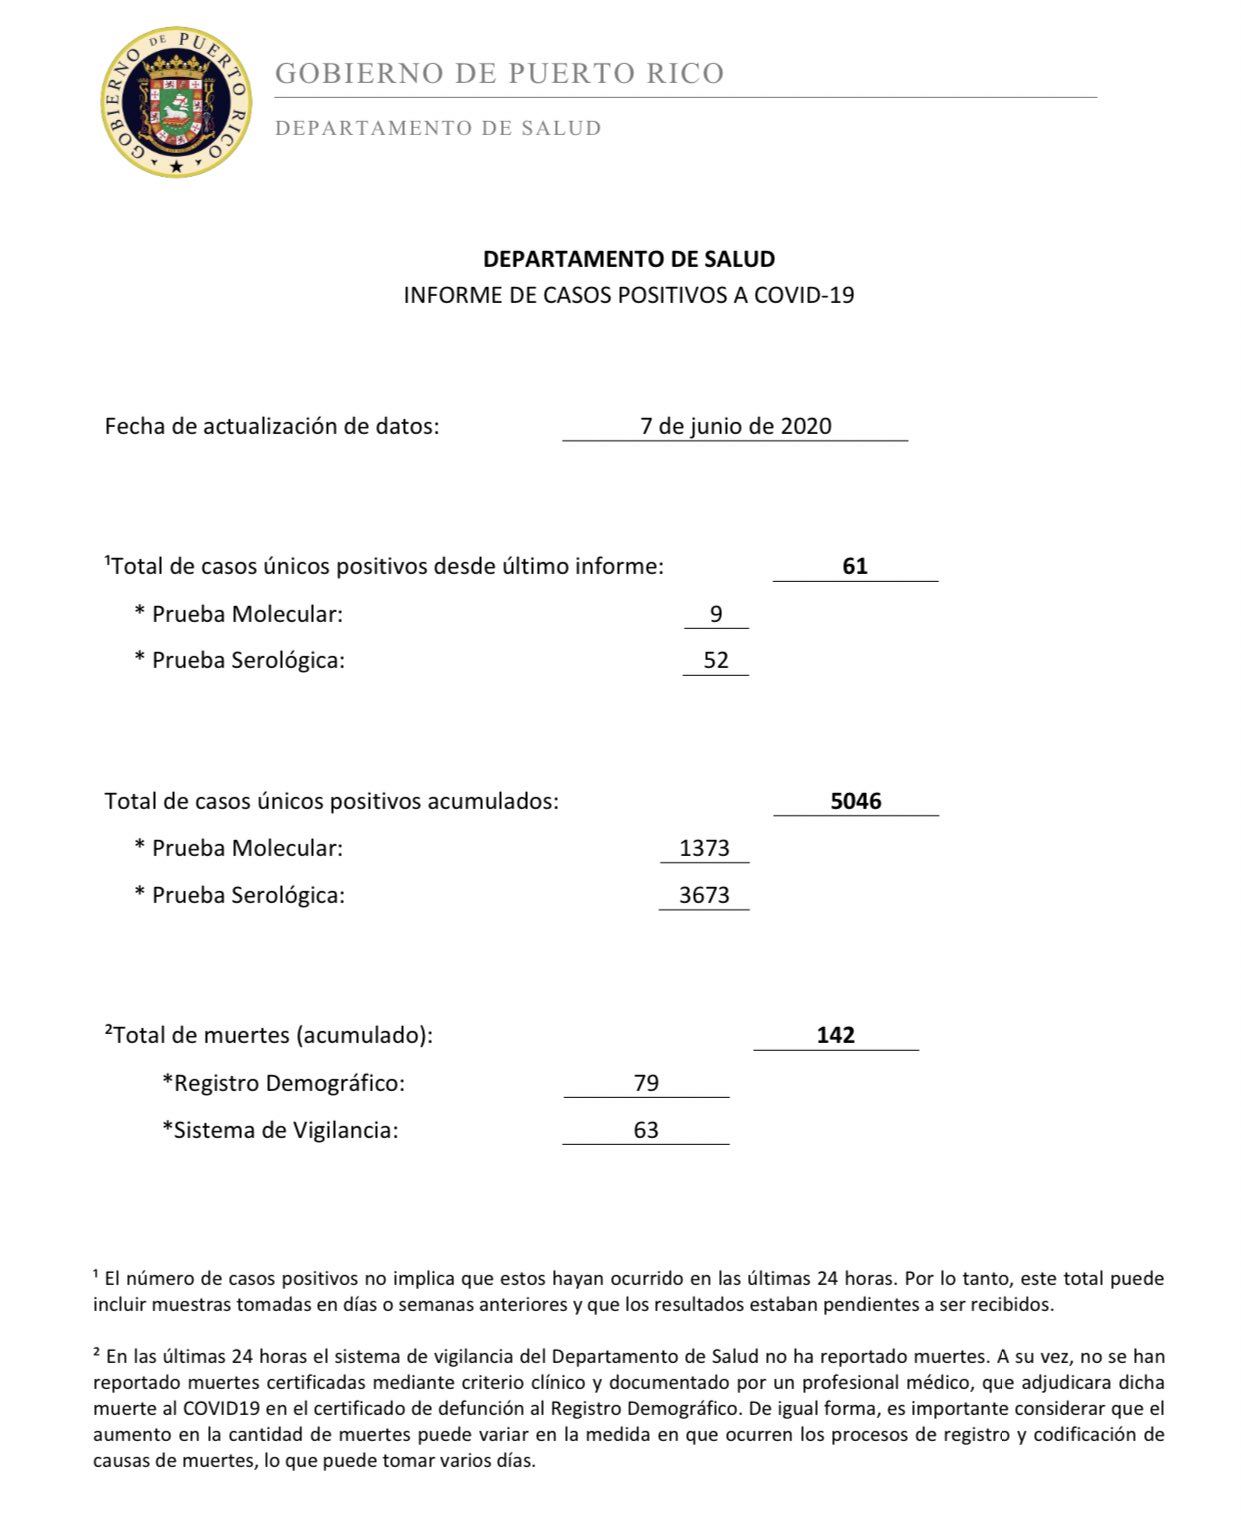 GOBIERNO DE PUERTO RICO
GOBIERNO DE PUERTO RICO
DEPARTAMENTO DE SALUD
DEPARTAMENTO DE SALUD
INFORME DE CASOS POSITIVOS A COVID-19
Fecha de actualización de datos: 7 de junio de 2020
¹Total de casos únicos positivos desde último informe: 61
* Prueba Molecular: 9
* Prueba Serológica: 52
Total de casos únicos positivos acumulados: 5046
* Prueba Molecular: 1373
* Prueba Serológica: 3673
²Total de muertes (acumulado): 142
*Registro Demográfico: 79
*Sistema de Vigilancia: 63
¹ El número de casos positivos no implica que estos hayan ocurrido en las últimas 24 horas. Por lo tanto, este total puede
incluir muestras tomadas en días o semanas anteriores y que los resultados estaban pendientes a ser recibidos.
² En las últimas 24 horas el sistema de vigilancia del Departamento de Salud no ha reportado muertes. A su vez, no se han
reportado muertes certificadas mediante criterio clínico y documentado por un profesional médico, que adjudicara dicha
muerte al COVID19 en el certificado de defunción al Registro Demográfico. De igual forma, es importante considerar que el
aumento en la cantidad de muertes puede variar en la medida en que ocurren los procesos de registro y codificación de
causas de muertes, lo que puede tomar varios días.